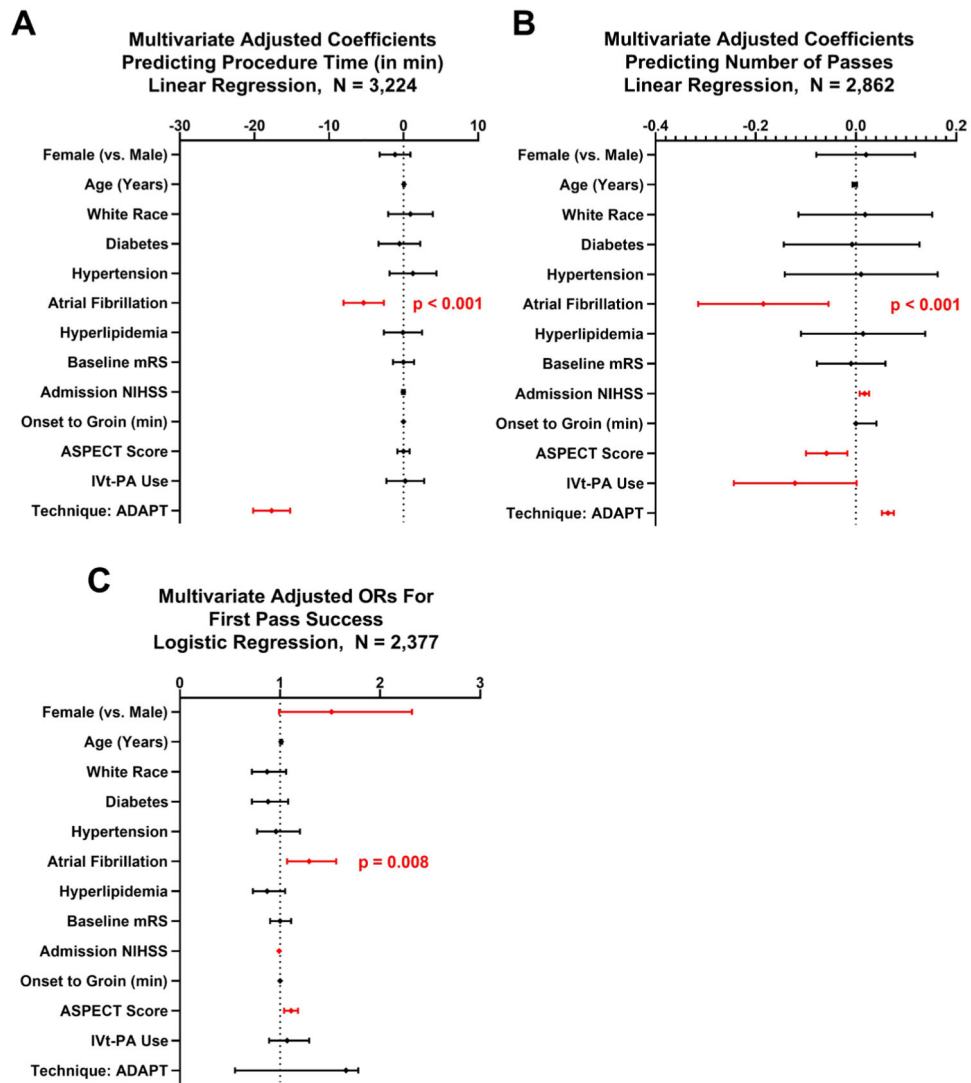 A
Multivariate Adjusted Coefficients
Predicting Procedure Time (in min)
Linear Regression, N = 3,224
-30 -20 -10 0 10
Female (vs. Male)
Age (Years)
White Race
Diabetes
Hypertension
Atrial Fibrillation p < 0.001
Hyperlipidemia
Baseline mRS
Admission NIHSS
Onset to Groin (min)
ASPECT Score
IVt-PA Use
Technique: ADAPT
B
Multivariate Adjusted Coefficients
Predicting Number of Passes
Linear Regression, N = 2,862
-0.4 -0.2 0.0 0.2
Female (vs. Male)
Age (Years)
White Race
Diabetes
Hypertension
Atrial Fibrillation p < 0.001
Hyperlipidemia
Baseline mRS
Admission NIHSS
Onset to Groin (min)
ASPECT Score
IVt-PA Use
Technique: ADAPT
C
Multivariate Adjusted ORs For
First Pass Success
Logistic Regression, N = 2,377
0 1 2 3
Female (vs. Male)
Age (Years)
White Race
Diabetes
Hypertension
Atrial Fibrillation p = 0.008
Hyperlipidemia
Baseline mRS
Admission NIHSS
Onset to Groin (min)
ASPECT Score
IVt-PA Use
Technique: ADAPT